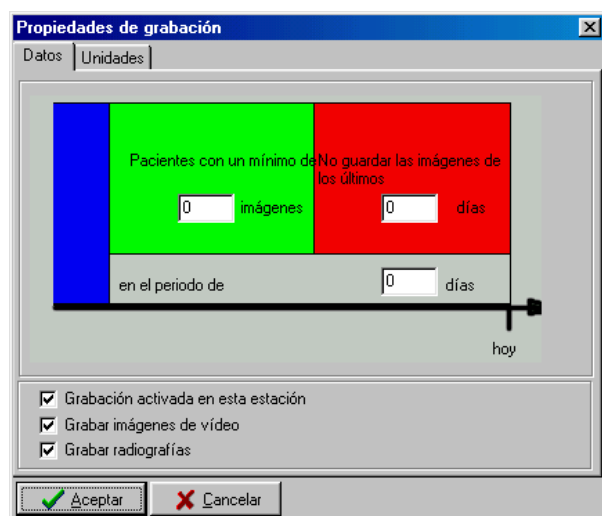 Propiedades de grabación
Datos
Unidades
Pacientes con un mínimo de
0 imágenes
No guardar las imágenes de
los últimos
0 días
en el periodo de 0 días
hoy
Grabación activada en esta estación
Grabar imágenes de vídeo
Grabar radiografías
Aceptar
Cancelar